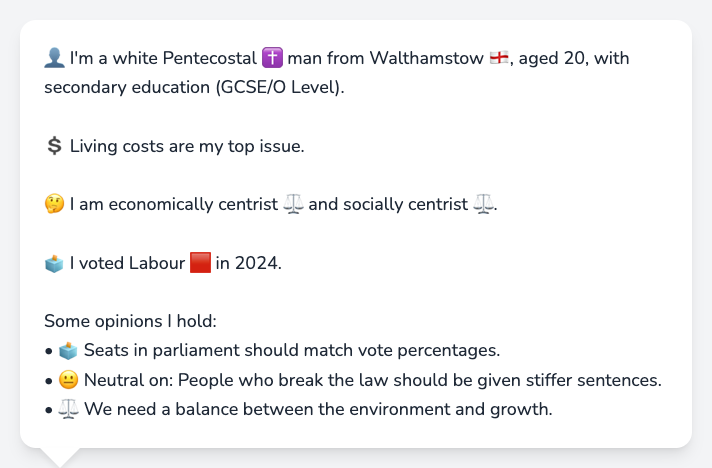 👤 I'm a white Pentecostal ✝️ man from Walthamstow 🏴󠁧󠁢󠁥󠁮󠁧󠁿, aged 20, with
secondary education (GCSE/O Level).
💲 Living costs are my top issue.
🤔 I am economically centrist ⚖️ and socially centrist ⚖️.
🗳️ I voted Labour 🟥 in 2024.
Some opinions I hold:
• 🗳️ Seats in parliament should match vote percentages.
• 😐 Neutral on: People who break the law should be given stiffer sentences.
• ⚖️ We need a balance between the environment and growth.